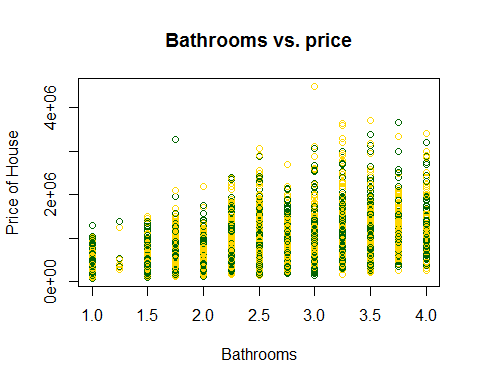 Bathrooms vs. price
Price of House
4e+06
2e+06
0e+00
1.0 1.5 2.0 2.5 3.0 3.5 4.0
Bathrooms